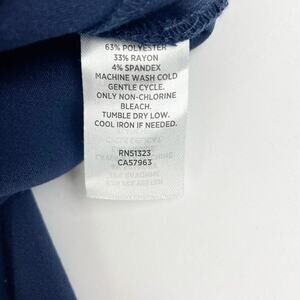 63% POLYESTER
33% RAYON
4% SPANDEX
MACHINE WASH COLD
GENTLE CYCLE.
ONLY NON-CHLORINE
BLEACH.
TUMBLE DRY LOW.
COOL IRON IF NEEDED.
RN51323
CA57963